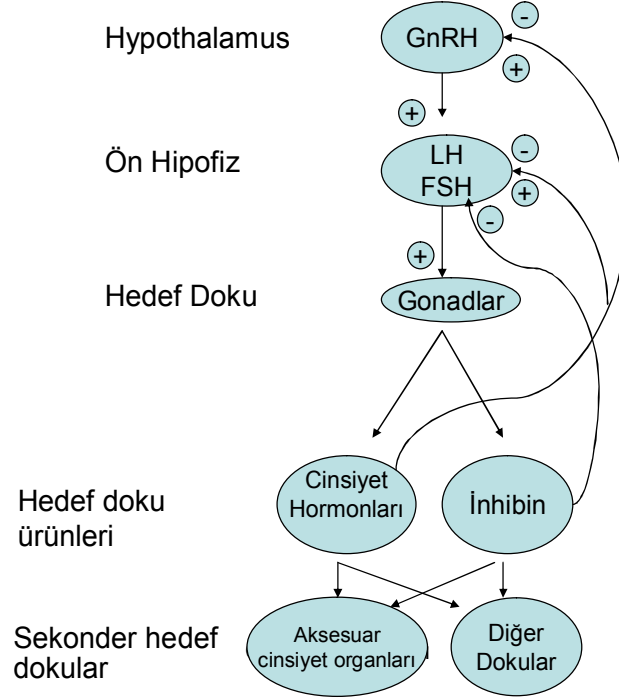 Hypothalamus
GnRH
-
+
+
Ön Hipofiz
LH
FSH
-
+
-
+
Hedef Doku
Gonadlar
Hedef doku
ürünleri
Cinsiyet
Hormonları
İnhibin
Sekonder hedef
dokular
Aksesuar
cinsiyet organları
Diğer
Dokular